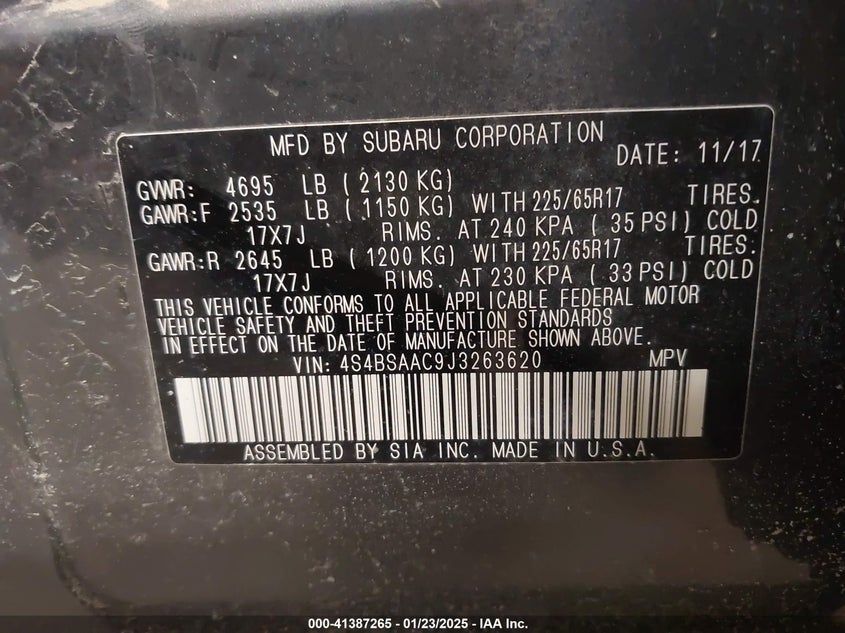 MFD BY SUBARU CORPORATION DATE: 11/17
GVWR: 4695 LB ( 2130 KG)
GAWR:F 2535 LB ( 1150 KG) WITH 225/65R17 TIRES.
17X7J RIMS. AT 240 KPA ( 35 PSI) COLD
GAWR:R 2645 LB ( 1200 KG) WITH 225/65R17 TIRES.
17X7J RIMS. AT 230 KPA ( 33 PSI) COLD
THIS VEHICLE CONFORMS TO ALL APPLICABLE FEDERAL MOTOR
VEHICLE SAFETY AND THEFT PREVENTION STANDARDS
IN EFFECT ON THE DATE OF MANUFACTURE SHOWN ABOVE.
VIN: 4S4BSAAC9J3263620 MPV
ASSEMBLED BY SIA INC. MADE IN U.S.A.
000-41387265 - 01/23/2025 - IAA Inc.